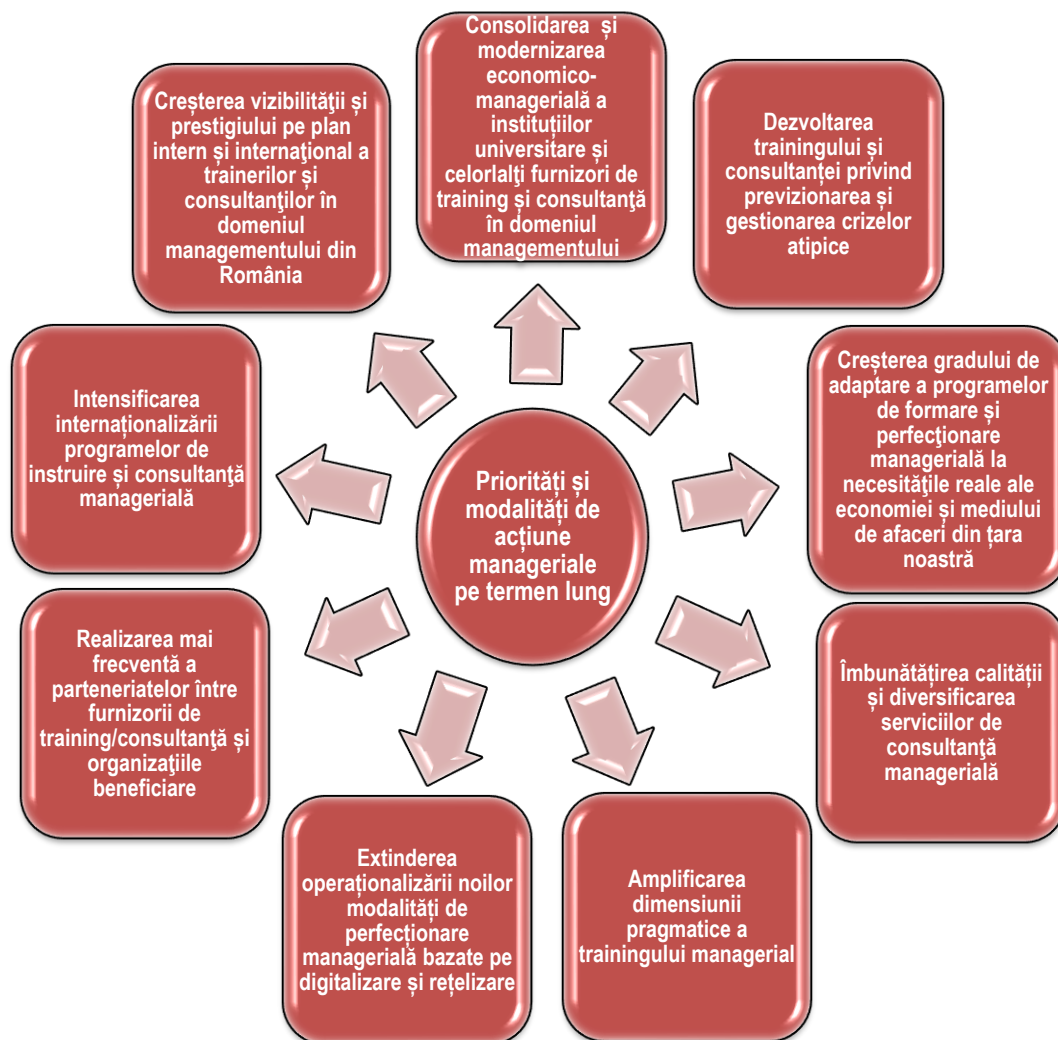 Consolidarea și
modernizarea
economico-
managerială a
instituțiilor
universitare și
celorlalţi furnizori de
training și consultanţă
în domeniul
managementului
Dezvoltarea
trainingului și
consultanței privind
previzionarea și
gestionarea crizelor
atipice
Creșterea gradului de
adaptare a programelor
de formare și
perfecţionare
managerială la
necesităţile reale ale
economiei și mediului
de afaceri din țara
noastră
Îmbunătățirea calității
și diversificarea
serviciilor de
consultanţă
managerială
Amplificarea
dimensiunii
pragmatice a
trainingului managerial
Extinderea
operaționalizării noilor
modalități de
perfecționare
managerială bazate pe
digitalizare și rețelizare
Realizarea mai
frecventă a
parteneriatelor între
furnizorii de
training/consultanţă și
organizaţiile
beneficiare
Intensificarea
internaționalizării
programelor de
instruire și consultanţă
managerială
Creșterea vizibilităţii și
prestigiului pe plan
intern și internaţional a
trainerilor și
consultanţilor în
domeniul
managementului din
România
Priorități și
modalități de
acțiune
manageriale
pe termen lung